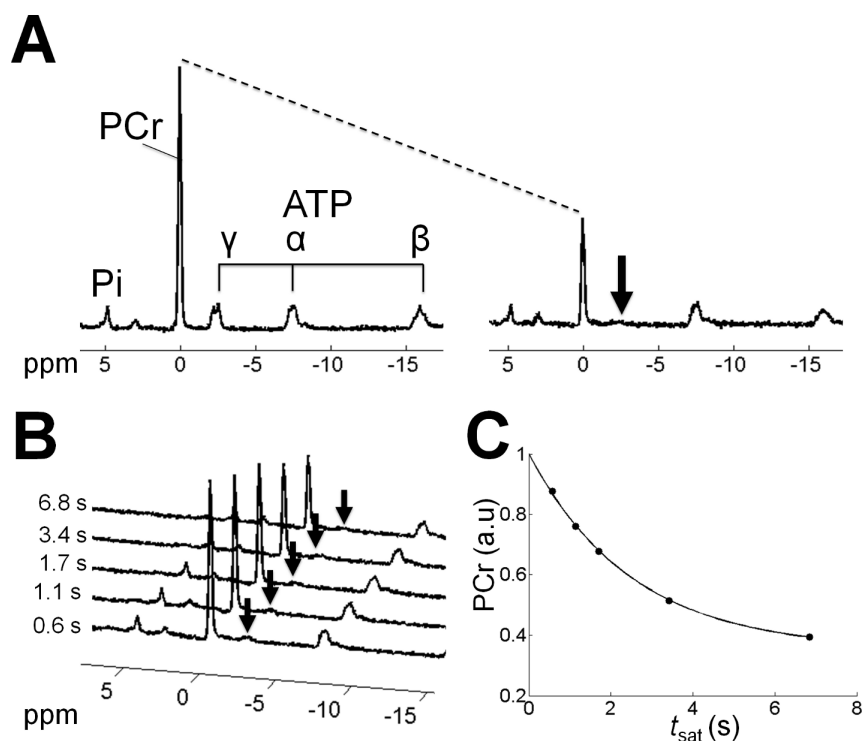 A
PCr
ATP
γ α β
Pi
ppm 5 0 -5 -10 -15 5 0 -5 -10 -15
B
6.8 s
3.4 s
1.7 s
1.1 s
0.6 s
5 0 -5 -10 -15
ppm
C
PCr (a.u)
1
0.8
0.6
0.4
0.2
0 2 4 6 8
tsat (s)